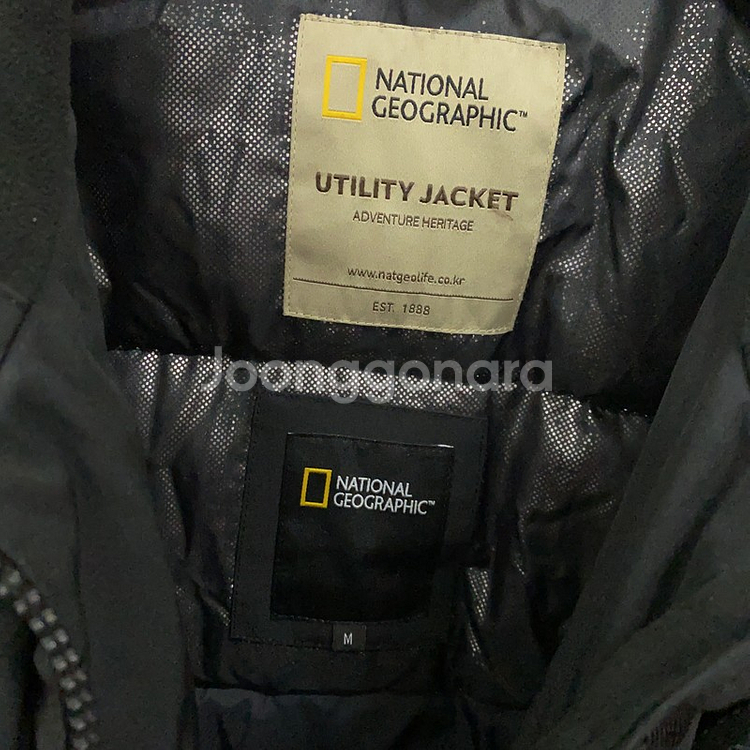 NATIONAL
GEOGRAPHIC™
UTILITY JACKET
ADVENTURE HERITAGE
www.natgeolife.co.kr
EST. 1888
Joonggonara
NATIONAL
GEOGRAPHIC™
M